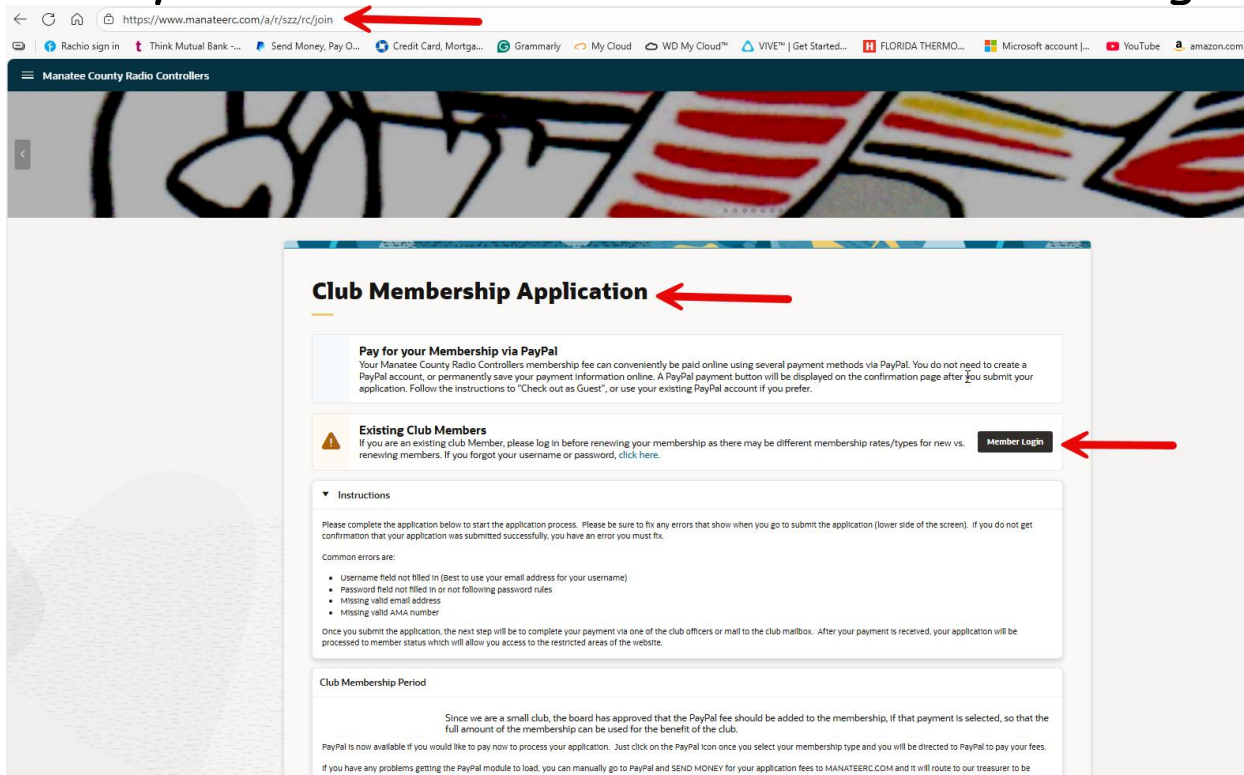 https://www.manateerc.com/a/r/szz/rc/join
Rachio sign in
Think Mutual Bank -...
Send Money, Pay O...
Credit Card, Mortga...
Grammarly
My Cloud
WD My Cloud™
VIVE™ | Get Started...
FLORIDA THERMO...
Microsoft account |...
YouTube
amazon.com
Manatee County Radio Controllers
Club Membership Application
Pay for your Membership via PayPal
Your Manatee County Radio Controllers membership fee can conveniently be paid online using several payment methods via PayPal. You do not need to create a
PayPal account, or permanently save your payment information online. A PayPal payment button will be displayed on the confirmation page after you submit your
application. Follow the instructions to "Check out as Guest", or use your existing PayPal account if you prefer.
Existing Club Members
If you are an existing club Member, please log in before renewing your membership as there may be different membership rates/types for new vs.
renewing members. If you forgot your username or password, click here.
Member Login
Instructions
Please complete the application below to start the application process. Please be sure to fix any errors that show when you go to submit the application (lower side of the screen). If you do not get
confirmation that your application was submitted successfully, you have an error you must fix.
Common errors are:
• Username field not filled in (Best to use your email address for your username)
• Password field not filled in or not following password rules
• Missing valid email address
• Missing valid AMA number
Once you submit the application, the next step will be to complete your payment via one of the club officers or mail to the club mailbox. After your payment is received, your application will be
processed to member status which will allow you access to the restricted areas of the website.
Club Membership Period
Since we are a small club, the board has approved that the PayPal fee should be added to the membership, if that payment is selected, so that the
full amount of the membership can be used for the benefit of the club.
PayPal is now available if you would like to pay now to process your application. Just click on the PayPal icon once you select your membership type and you will be directed to PayPal to pay your fees.
If you have any problems getting the PayPal module to load, you can manually go to PayPal and SEND MONEY for your application fees to MANATEERC.COM and it will route to our treasurer to be